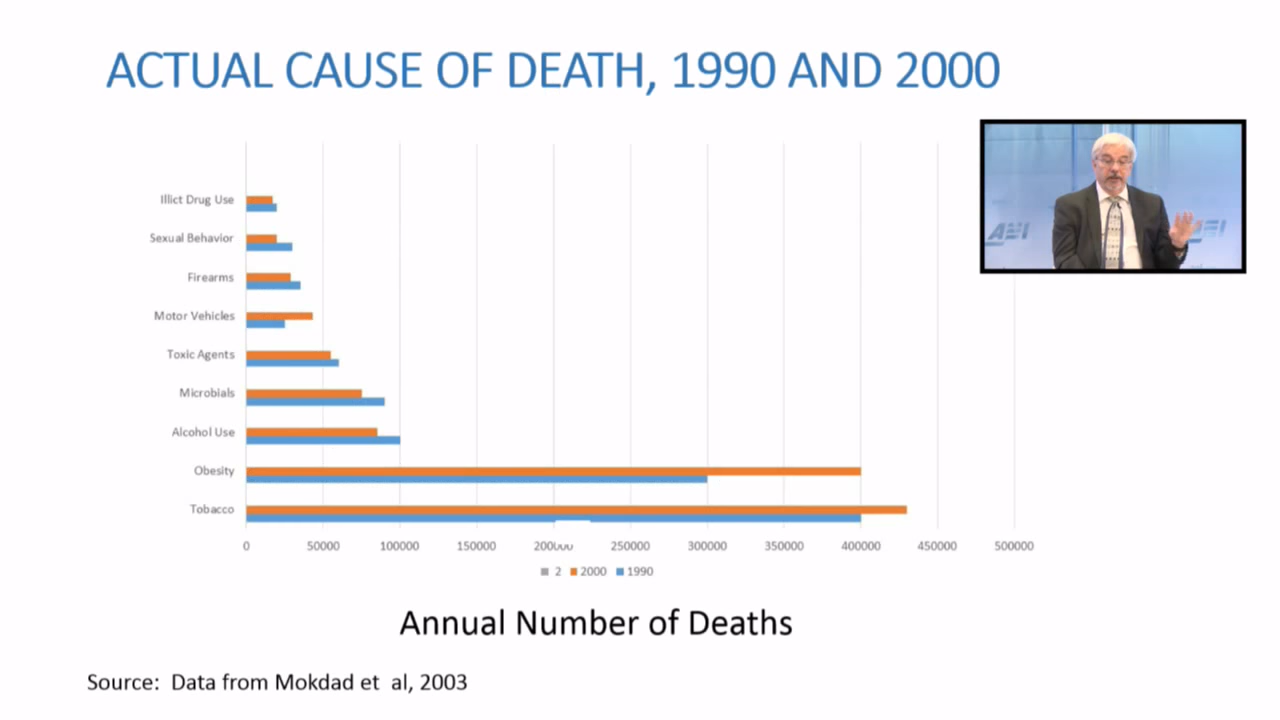 ACTUAL CAUSE OF DEATH, 1990 AND 2000
Illict Drug Use
Sexual Behavior
Firearms
Motor Vehicles
Toxic Agents
Microbials
Alcohol Use
Obesity
Tobacco
0 50000 100000 150000 250000 300000 350000 400000 450000 500000
2 2000 1990
Annual Number of Deaths
Source: Data from Mokdad et al, 2003
AEI